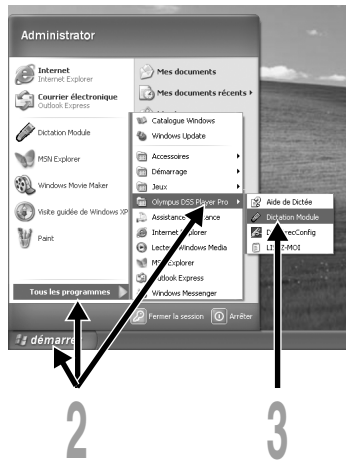 Administrator
Internet
Internet Explorer
Courrier électronique
Outlook Express
Dictation Module
MSN Explorer
Windows Movie Maker
Visite guidée de Windows XP
Paint
Tous les programmes
Mes documents
Mes documents récents
Catalogue Windows
Windows Update
Accessoires
Démarrage
Jeux
Olympus DSS Player Pro
Assistance
Internet Explorer
Lecteur Windows Media
MSN Explorer
Outlook Express
Windows Messenger
Aide de Dictée
Dictation Module
LISEZ-MOI
Fermer la session
Arrêter
démarrer
2
3